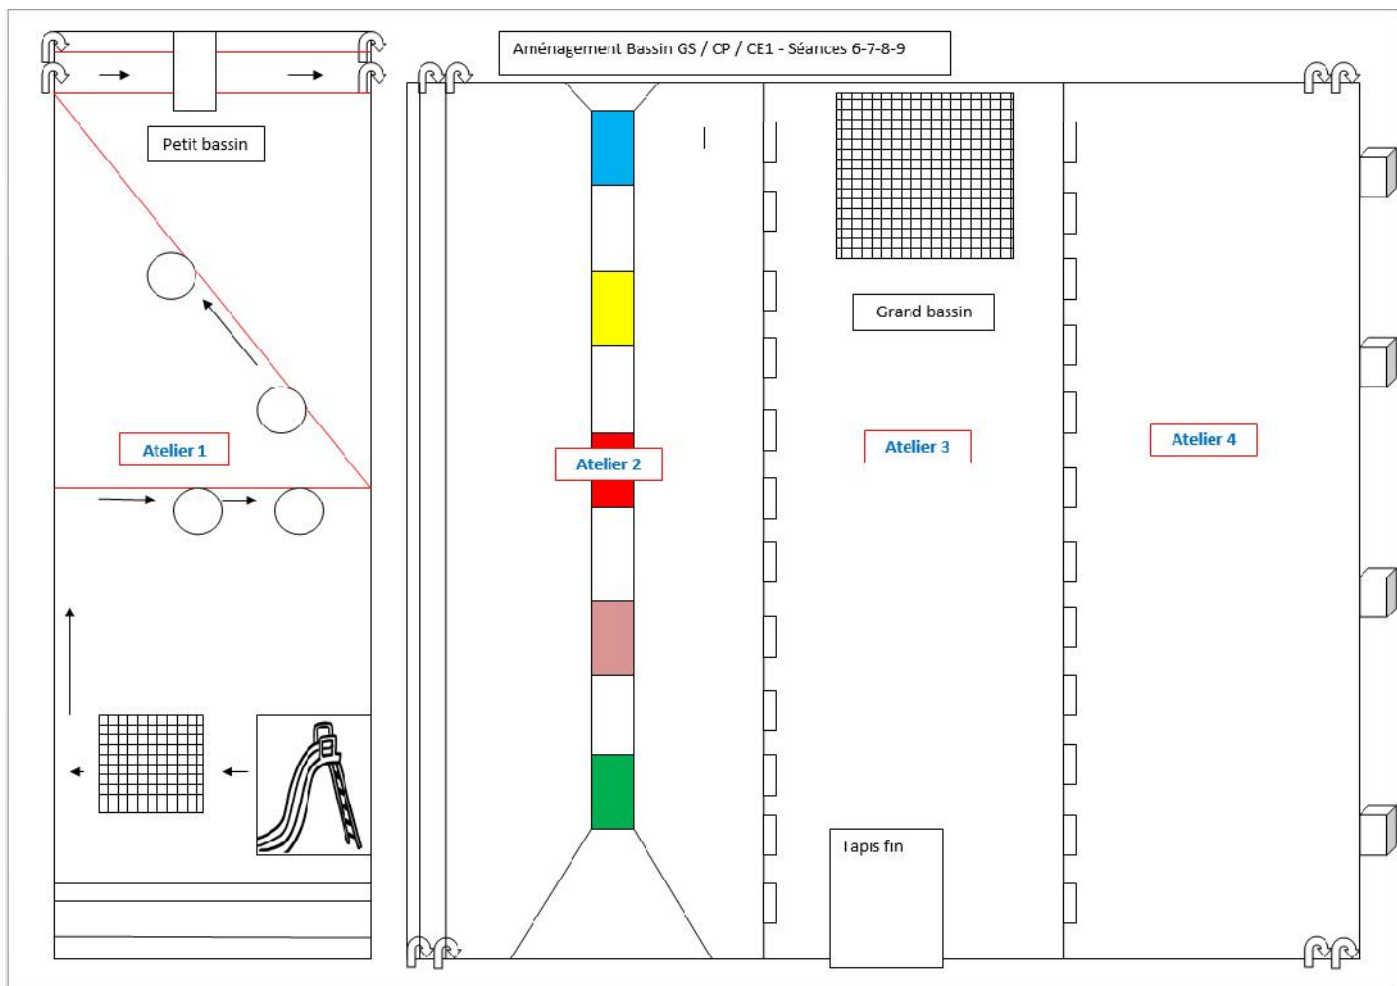 Aménagement Bassin GS / CP / CE1 - Séances 6-7-8-9
Petit bassin
Grand bassin
Atelier 1
Atelier 2
Atelier 3
Atelier 4
Tapis fin